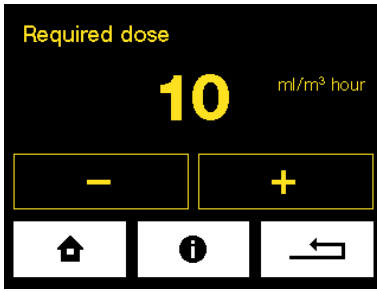 Required dose
10 ml/m³ hour
− +
i